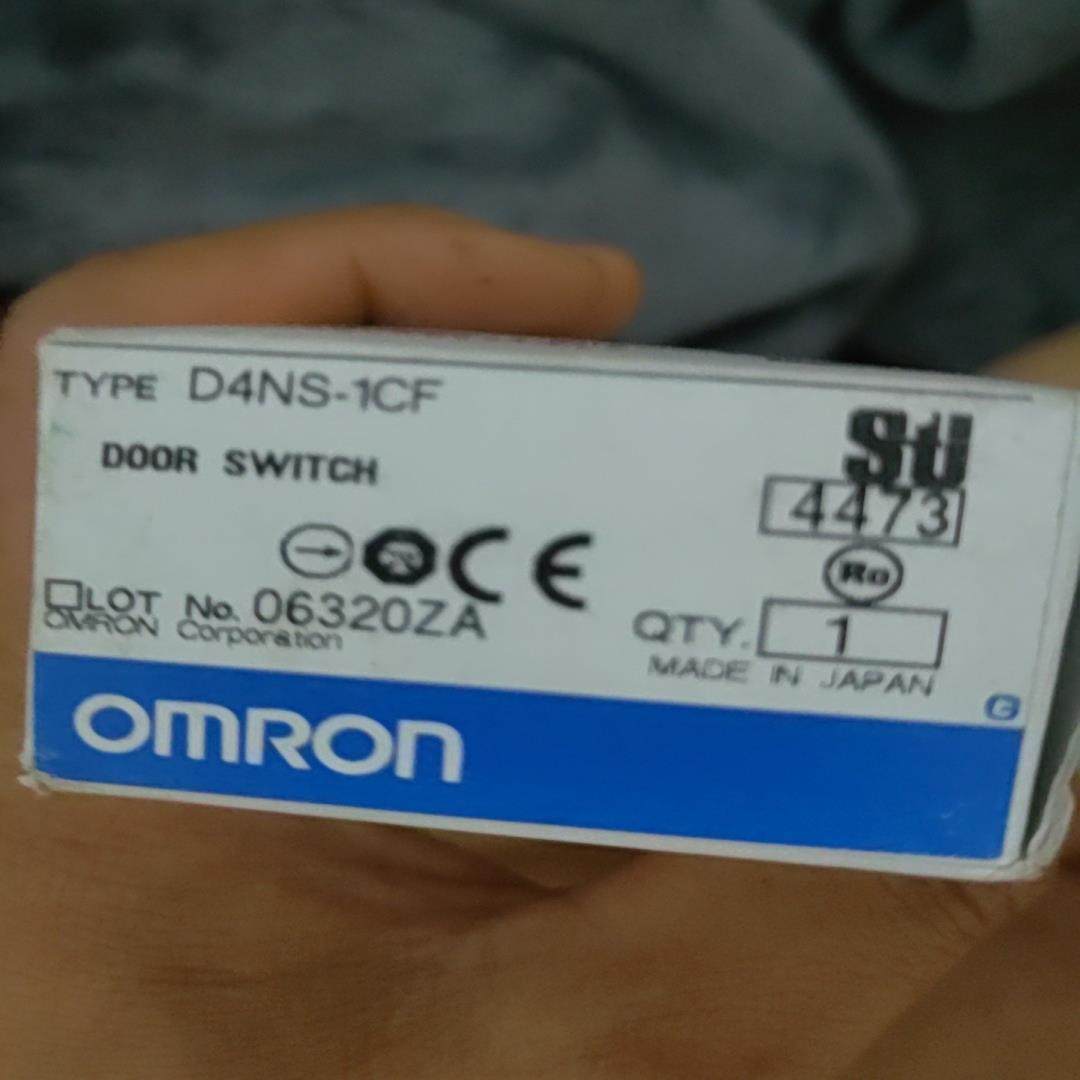 TYPE D4NS-1CF
DOOR SWITCH
Sti
4473
CE
Ro
LOT No. 06320ZA
QTY. 1
OMRON Corporation
MADE IN JAPAN
G
OMRON